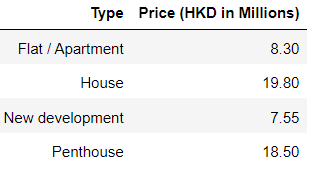 Type Price (HKD in Millions)
Flat / Apartment 8.30
House 19.80
New development 7.55
Penthouse 18.50